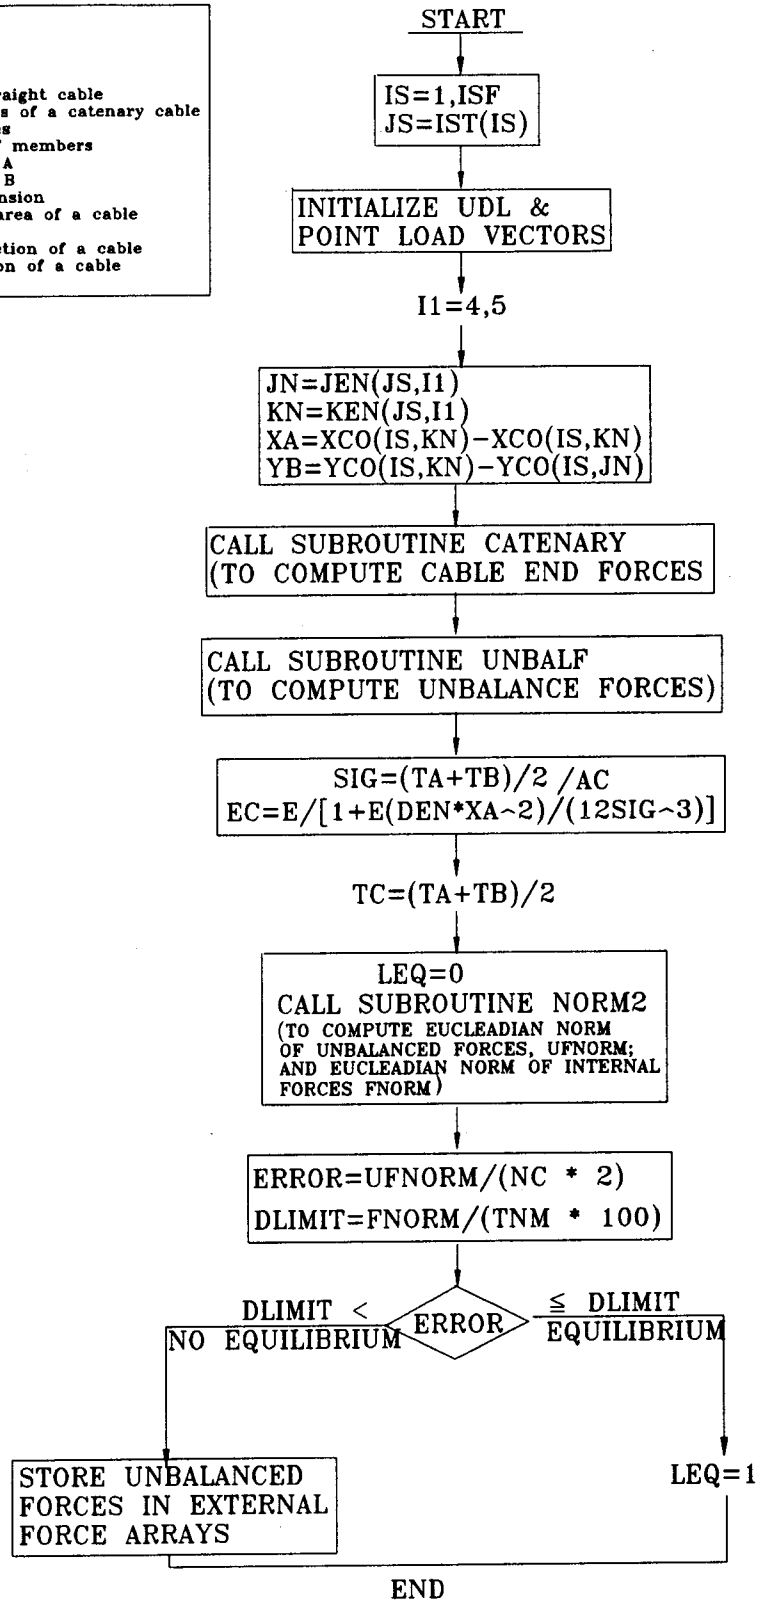 raight cable
s of a catenary cable
members
A
B
nsion
area of a cable
ction of a cable
on of a cable
START
IS=1,ISF
JS=IST(IS)
INITIALIZE UDL &
POINT LOAD VECTORS
I1=4,5
JN=JEN(JS,I1)
KN=KEN(JS,I1)
XA=XCO(IS,KN)-XCO(IS,KN)
YB=YCO(IS,KN)-YCO(IS,JN)
CALL SUBROUTINE CATENARY
(TO COMPUTE CABLE END FORCES
CALL SUBROUTINE UNBALF
(TO COMPUTE UNBALANCE FORCES)
SIG=(TA+TB)/2 /AC
EC=E/[1+E(DEN*XA~2)/(12SIG~3)]
TC=(TA+TB)/2
LEQ=0
CALL SUBROUTINE NORM2
(TO COMPUTE EUCLEADIAN NORM
OF UNBALANCED FORCES, UFNORM;
AND EUCLEADIAN NORM OF INTERNAL
FORCES FNORM)
ERROR=UFNORM/(NC * 2)
DLIMIT=FNORM/(TNM * 100)
DLIMIT <
NO EQUILIBRIUM
ERROR
≦ DLIMIT
EQUILIBRIUM
STORE UNBALANCED
FORCES IN EXTERNAL
FORCE ARRAYS
LEQ=1
END